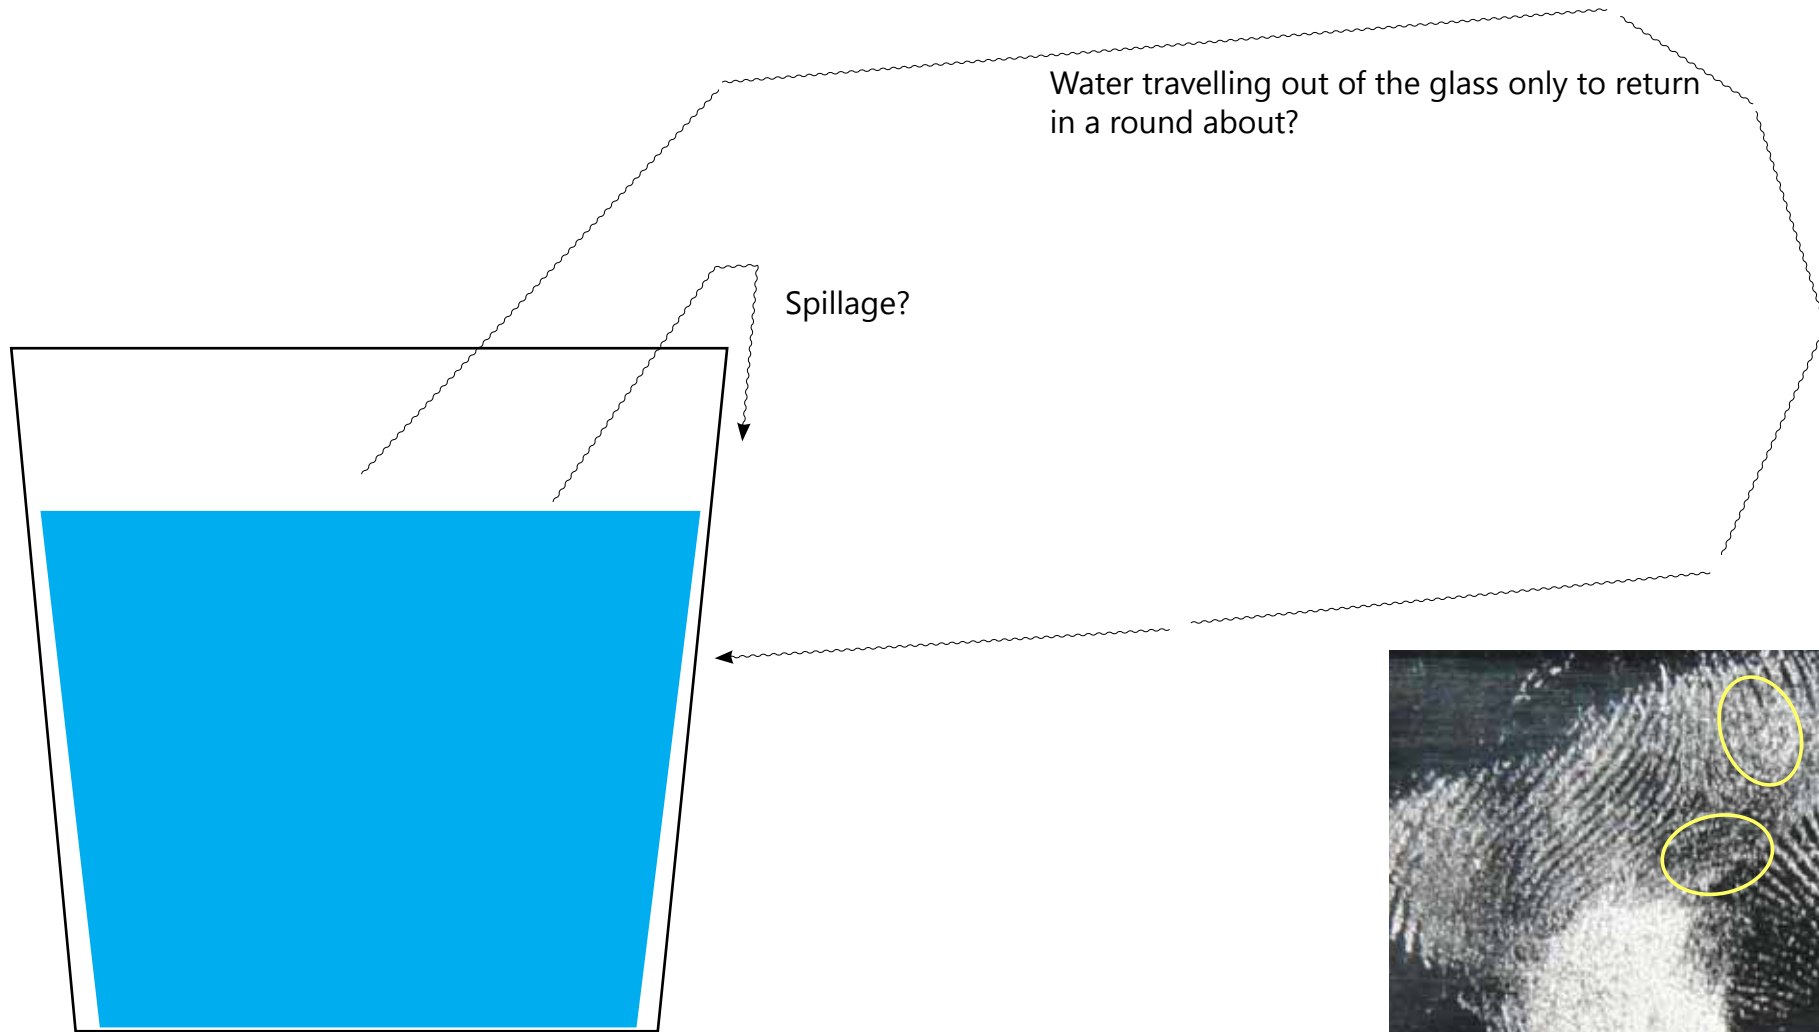 Water travelling out of the glass only to return
in a round about?
Spillage?